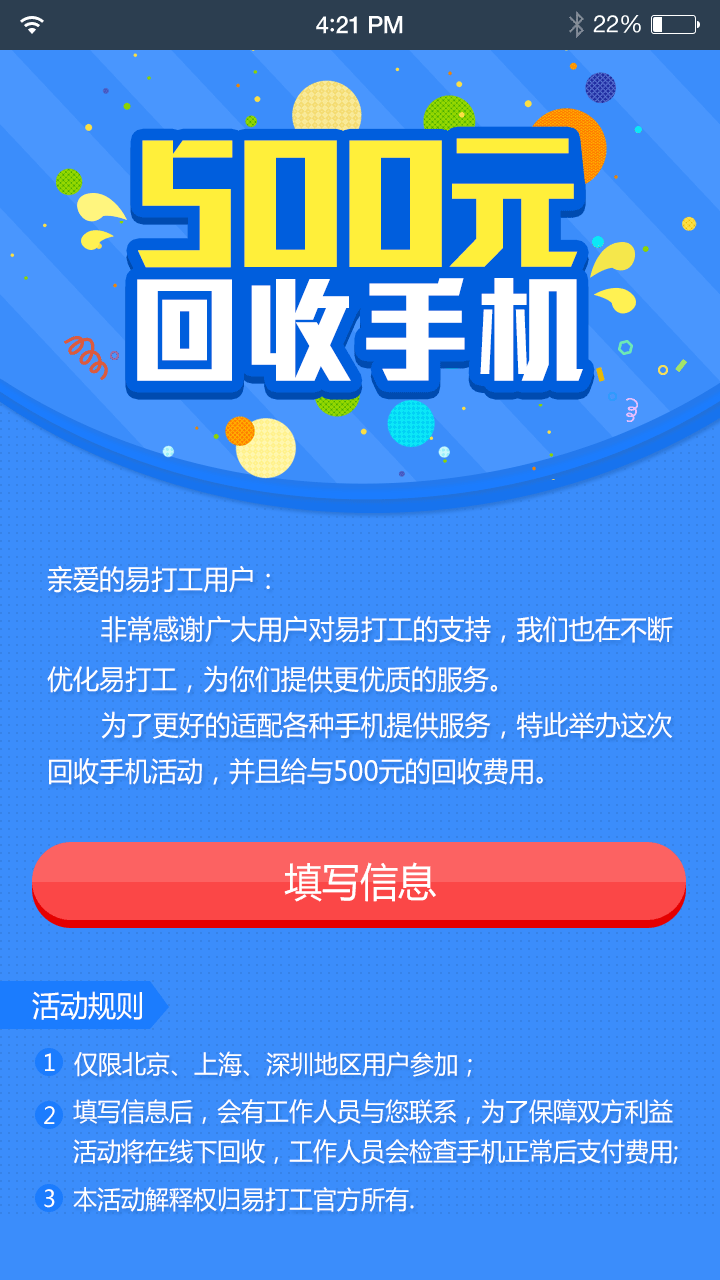 4:21 PM
22%
500元
回收手机
亲爱的易打工用户：
非常感谢广大用户对易打工的支持，我们也在不断
优化易打工，为你们提供更优质的服务。
为了更好的适配各种手机提供服务，特此举办这次
回收手机活动，并且给与500元的回收费用。
填写信息
活动规则
1 仅限北京、上海、深圳地区用户参加；
2 填写信息后，会有工作人员与您联系，为了保障双方利益
活动将在线下回收，工作人员会检查手机正常后支付费用;
3 本活动解释权归易打工官方所有.